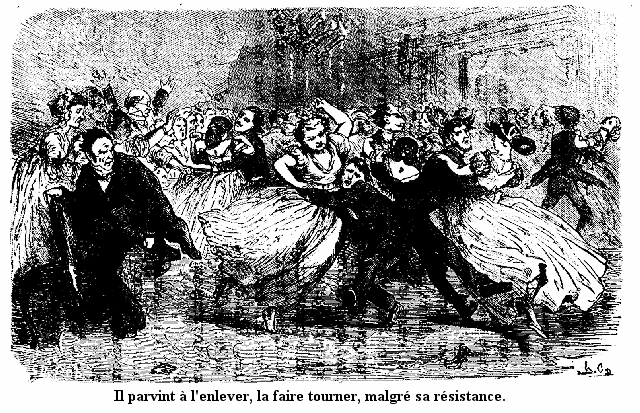 Il parvint à l'enlever, la faire tourner, malgré sa résistance.